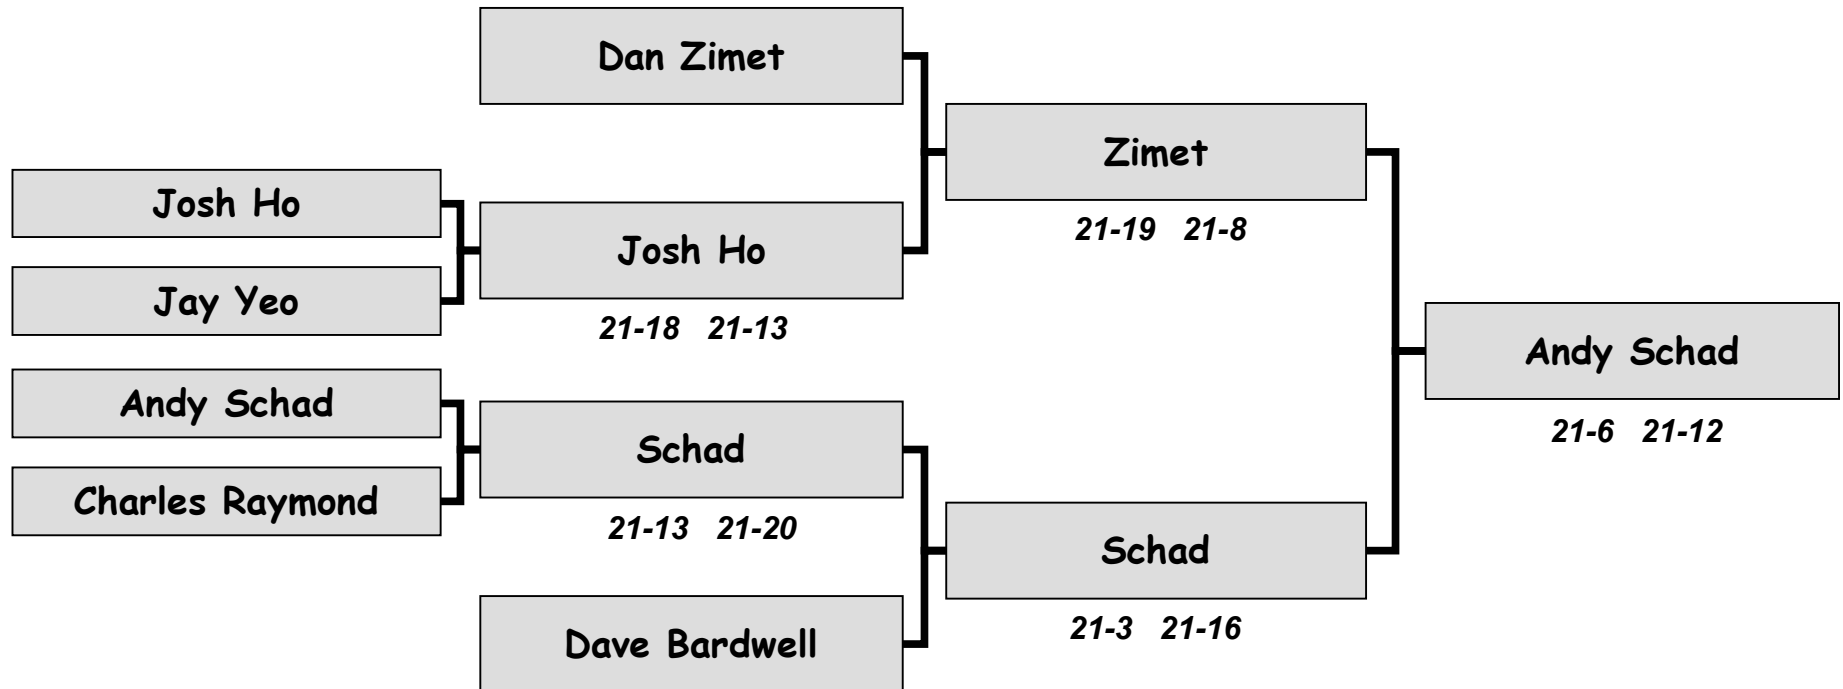 Dan Zimet
Zimet
21-19 21-8
Josh Ho
Jay Yeo
Josh Ho
21-18 21-13
Andy Schad
21-6 21-12
Andy Schad
Charles Raymond
Schad
21-13 21-20
Schad
21-3 21-16
Dave Bardwell